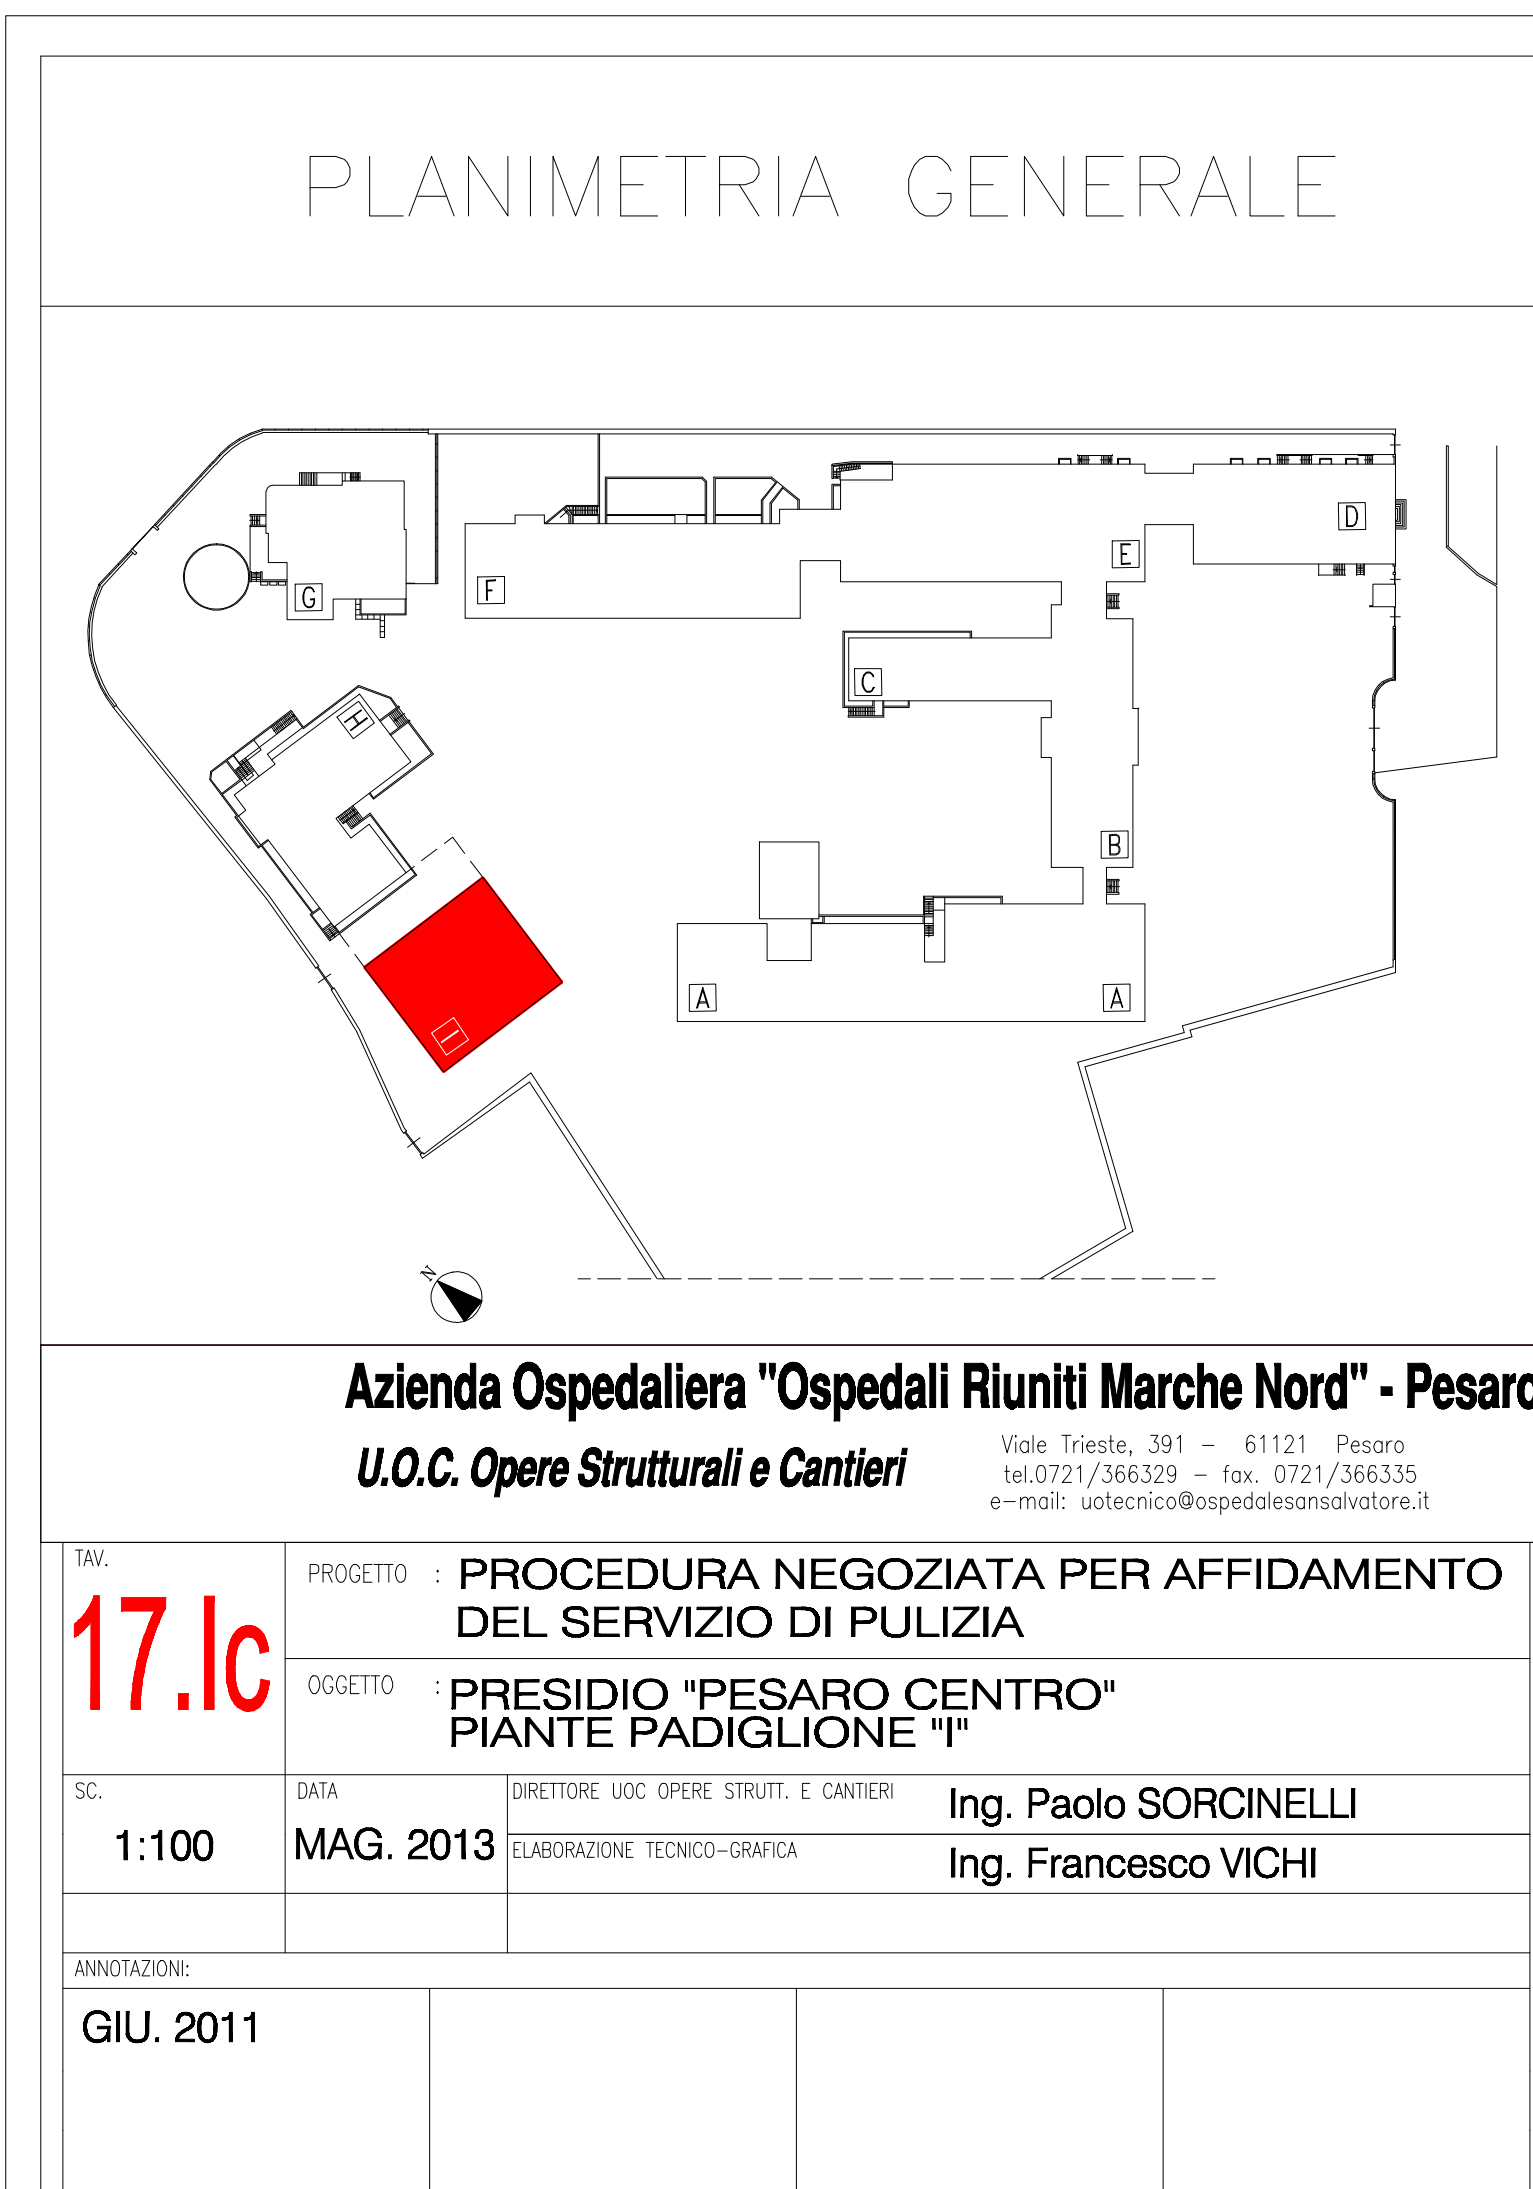 PLANIMETRIA GENERALE
D
E
F
G
C
H
B
A
A
I
N
Azienda Ospedaliera "Ospedali Riuniti Marche Nord" - Pesaro
U.O.C. Opere Strutturali e Cantieri
Viale Trieste, 391 – 61121 Pesaro
tel.0721/366329 – fax. 0721/366335
e-mail: uotecnico@ospedalesansalvatore.it
TAV.
17.Ic
PROGETTO : PROCEDURA NEGOZIATA PER AFFIDAMENTO
DEL SERVIZIO DI PULIZIA
OGGETTO : PRESIDIO "PESARO CENTRO"
PIANTE PADIGLIONE "I"
SC.
1:100
DATA
MAG. 2013
DIRETTORE UOC OPERE STRUTT. E CANTIERI Ing. Paolo SORCINELLI
ELABORAZIONE TECNICO-GRAFICA Ing. Francesco VICHI
ANNOTAZIONI:
GIU. 2011